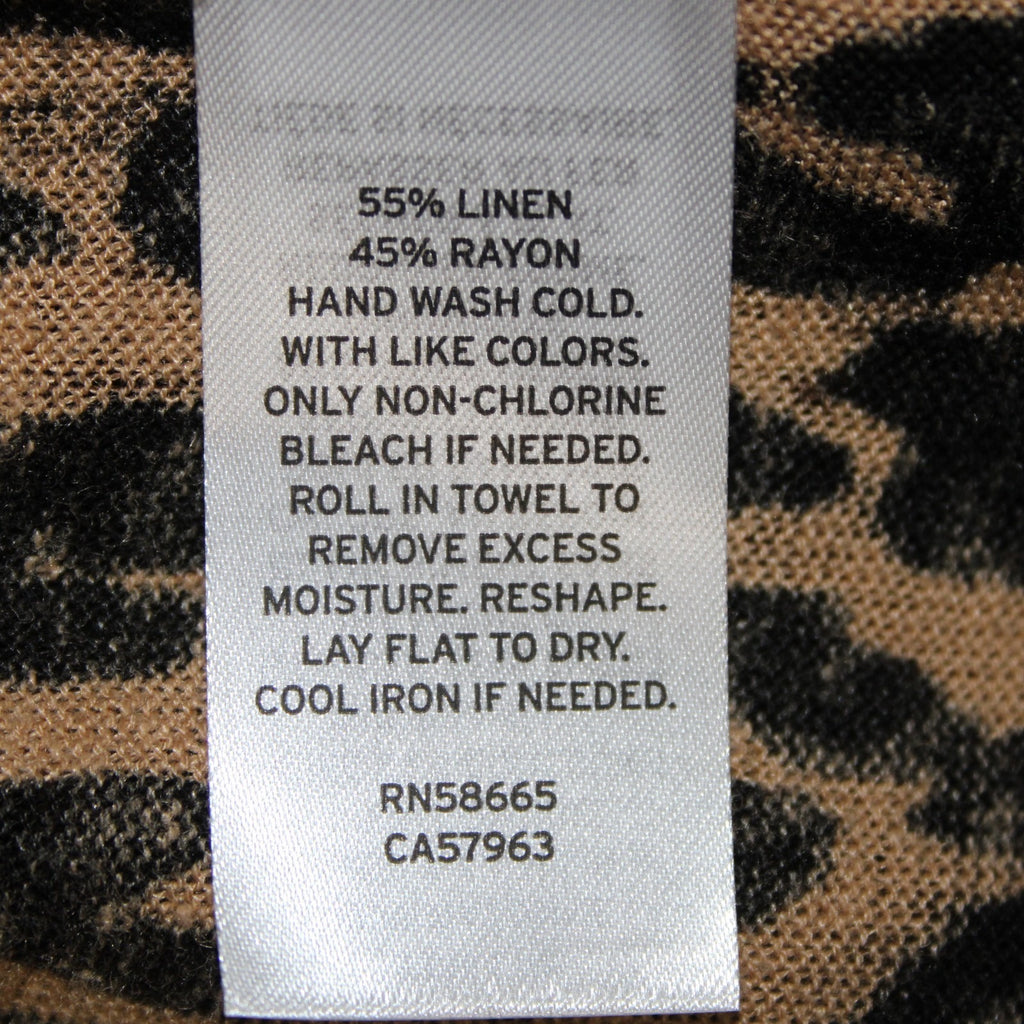 55% LINEN
45% RAYON
HAND WASH COLD.
WITH LIKE COLORS.
ONLY NON-CHLORINE
BLEACH IF NEEDED.
ROLL IN TOWEL TO
REMOVE EXCESS
MOISTURE. RESHAPE.
LAY FLAT TO DRY.
COOL IRON IF NEEDED.
RN58665
CA57963